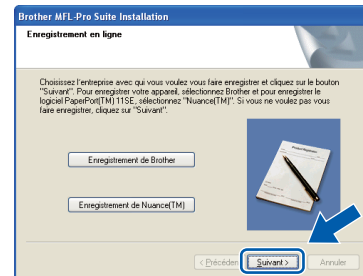 Brother MFL-Pro Suite Installation
Enregistrement en ligne
Choisissez l'entreprise avec qui vous voulez vous faire enregistrer et cliquez sur le bouton
"Suivant". Pour enregistrer votre appareil, sélectionnez Brother et pour enregistrer le
logiciel PaperPort(TM) 11SE, sélectionnez "Nuance(TM)". Si vous ne voulez pas vous
faire enregistrer, cliquez sur "Suivant".
Enregistrement de Brother
Product Registration
Enregistrement de Nuance(TM)
< Précéden
Suivant >
Annuler